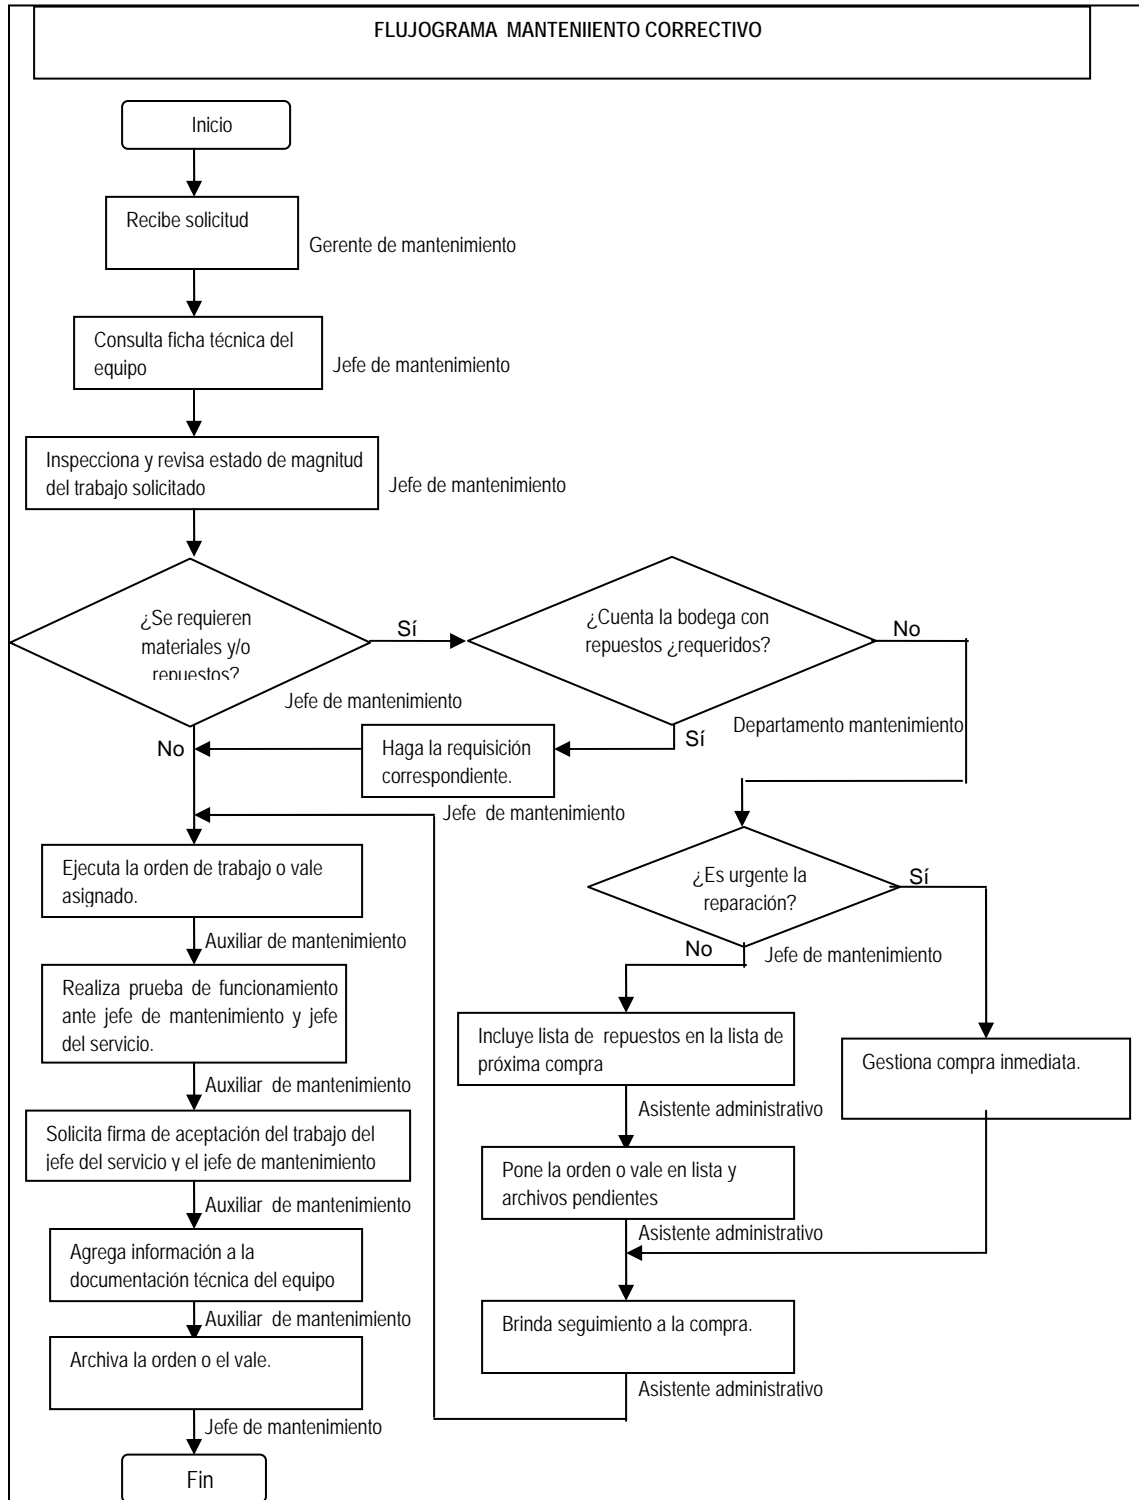 FLUJOGRAMA MANTENIIENTO CORRECTIVO
Inicio
Recibe solicitud
Gerente de mantenimiento
Consulta ficha técnica del
equipo
Jefe de mantenimiento
Inspecciona y revisa estado de magnitud
del trabajo solicitado
Jefe de mantenimiento
¿Se requieren
materiales y/o
repuestos?
Sí
Jefe de mantenimiento
No
¿Cuenta la bodega con
repuestos ¿requeridos?
No
Departamento mantenimiento
Sí
Haga la requisición
correspondiente.
Jefe de mantenimiento
¿Es urgente la
reparación?
Sí
No
Jefe de mantenimiento
Ejecuta la orden de trabajo o vale
asignado.
Auxiliar de mantenimiento
Realiza prueba de funcionamiento
ante jefe de mantenimiento y jefe
del servicio.
Auxiliar de mantenimiento
Solicita firma de aceptación del trabajo del
jefe del servicio y el jefe de mantenimiento
Auxiliar de mantenimiento
Agrega información a la
documentación técnica del equipo
Auxiliar de mantenimiento
Archiva la orden o el vale.
Jefe de mantenimiento
Fin
Incluye lista de repuestos en la lista de
próxima compra
Asistente administrativo
Pone la orden o vale en lista y
archivos pendientes
Asistente administrativo
Gestiona compra inmediata.
Brinda seguimiento a la compra.
Asistente administrativo